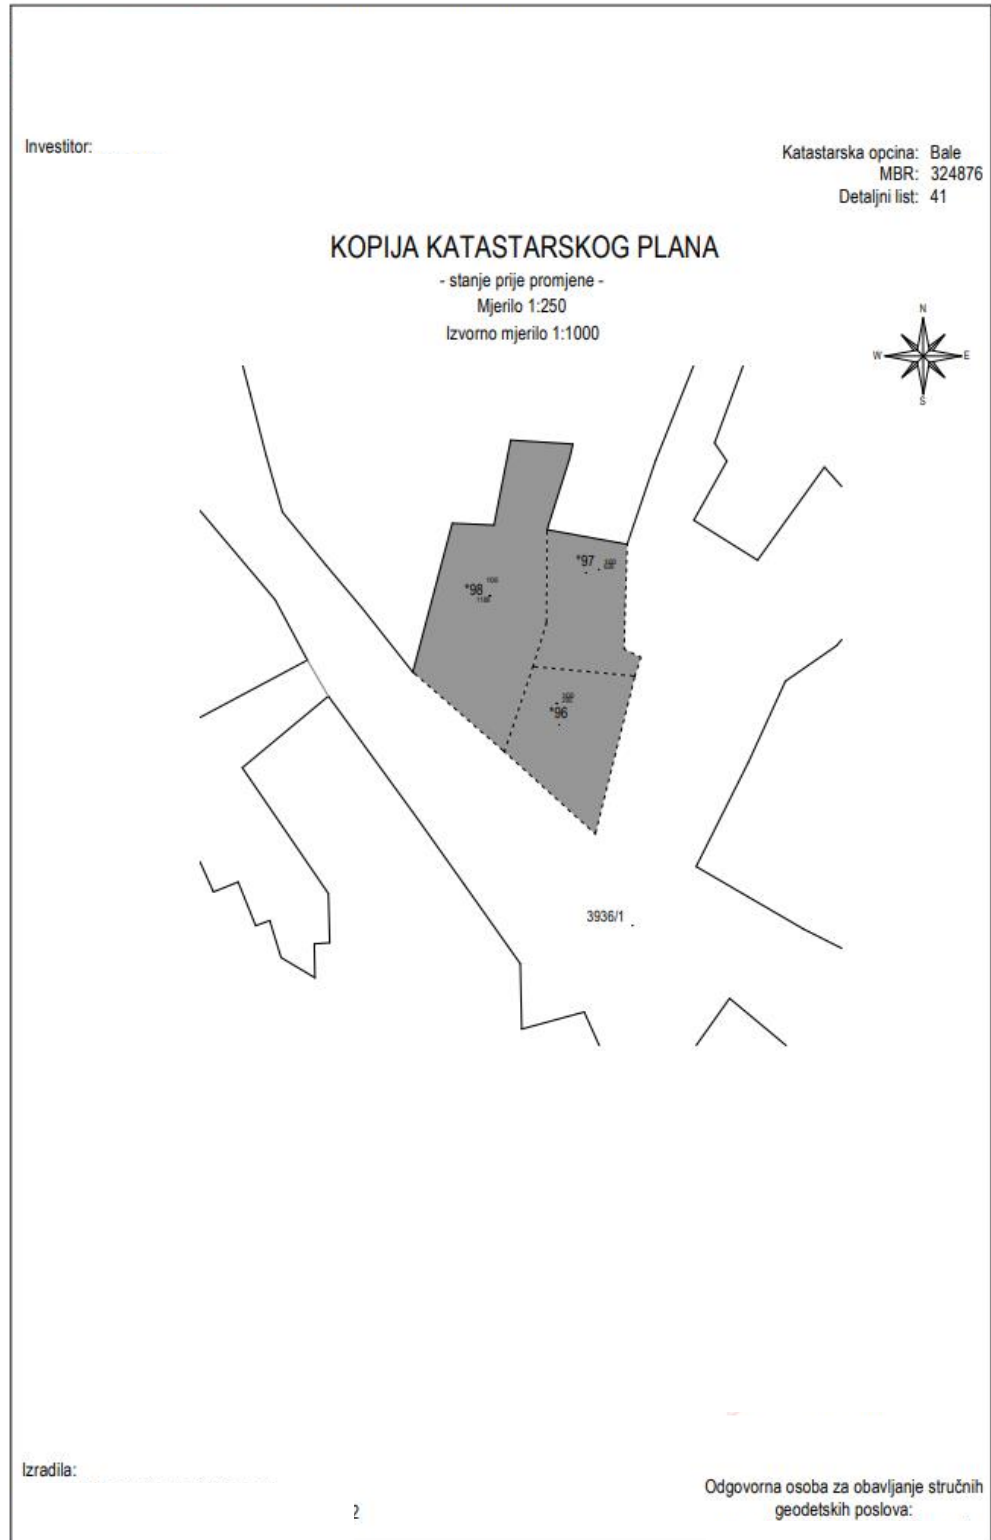 Investitor:
Katastarska opcina: Bale
MBR: 324876
Detaljni list: 41
KOPIJA KATASTARSKOG PLANA
- stanje prije promjene -
Mjerilo 1:250
Izvorno mjerilo 1:1000
N
W E
S
*97
*98
*96
3936/1
Izradila:
Odgovorna osoba za obavljanje stručnih
geodetskih poslova:
2